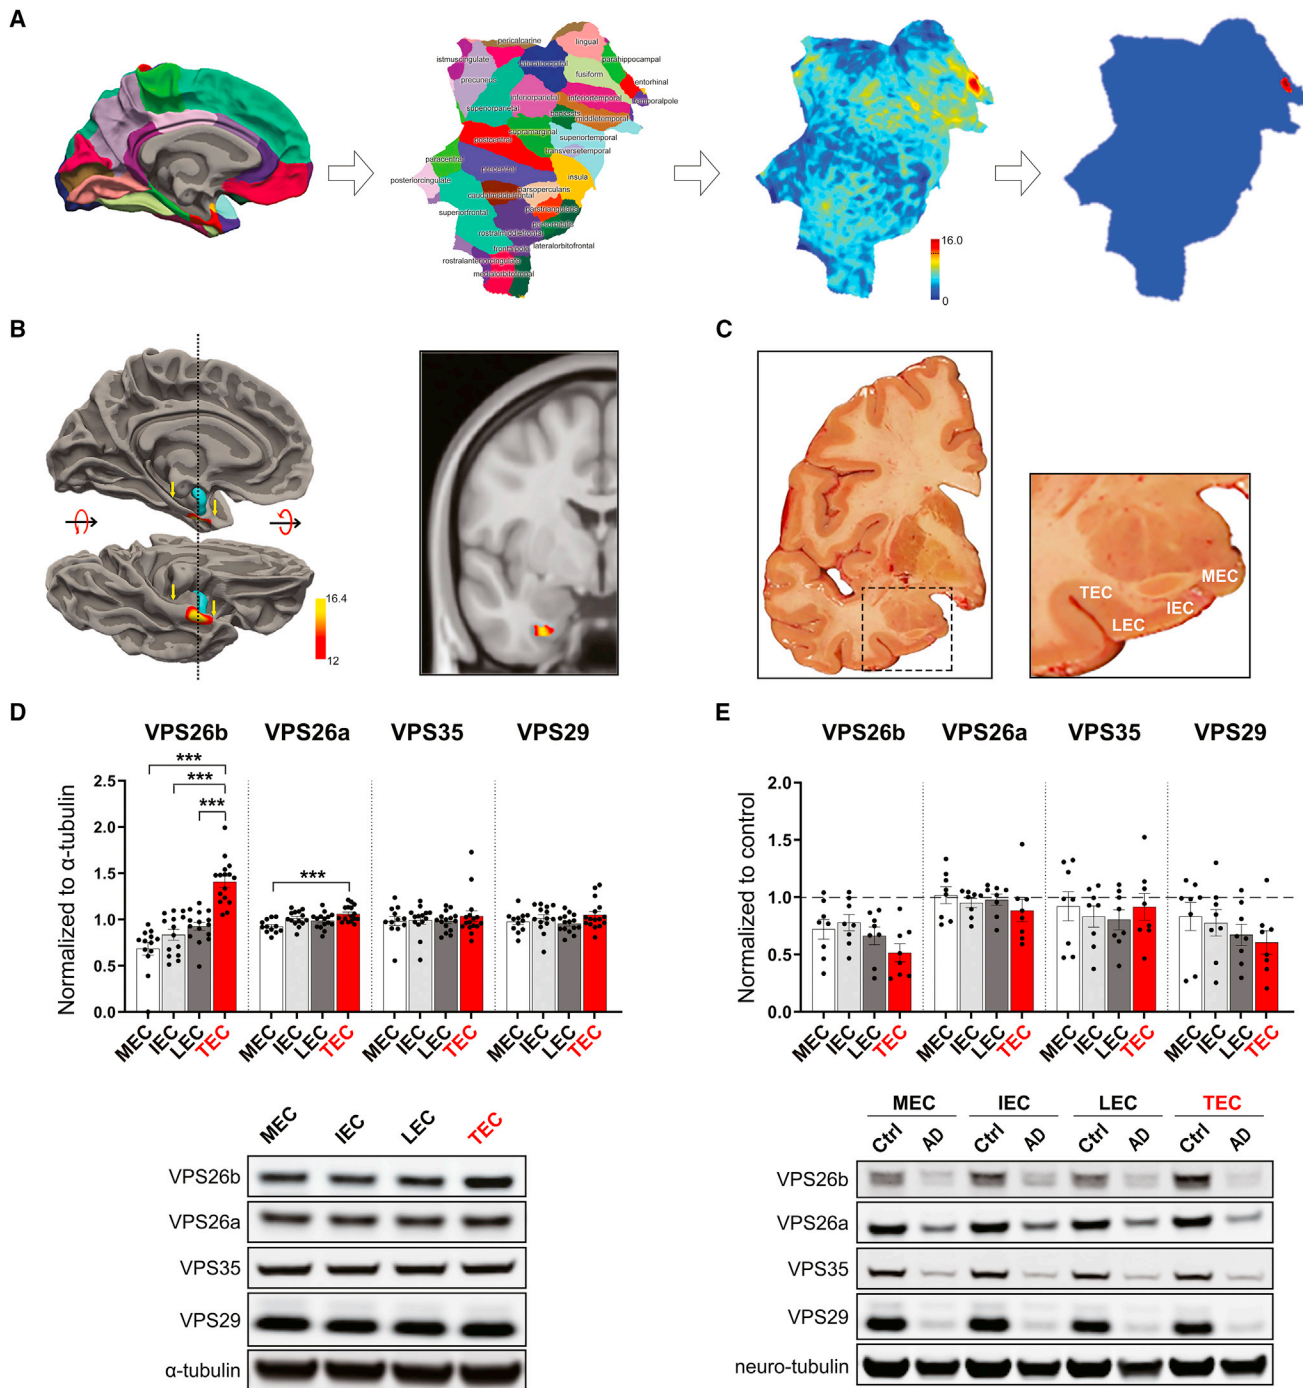 A
pericalcarine
lingual
istmuscingulate
lateraloccipital
parahippocampal
precuneus
fusiform
entorhinal
superiorparietal
inferiorparietal
inferiortemporal
temporalpole
bankssts
middletemporal
supramarginal
superiortemporal
postcentral
transversetemporal
paracentral
precentral
insula
posteriorcingulate
parsopercularis
caudalmiddlefrontal
superiorfrontal
parstriangularis
parsorbitalis
rostralmiddlefrontal
lateralorbitofrontal
frontalpole
rostralanteriorcingulate
medialorbitofrontal
16.0
0
B
16.4
12
C
MEC
TEC
IEC
LEC
D
VPS26b VPS26a VPS35 VPS29
Normalized to α-tubulin
2.5
2.0
1.5
1.0
0.5
0.0
*** *** *** ***
MEC IEC LEC TEC MEC IEC LEC TEC MEC IEC LEC TEC MEC IEC LEC TEC
MEC IEC LEC TEC
VPS26b
VPS26a
VPS35
VPS29
α-tubulin
E
VPS26b VPS26a VPS35 VPS29
Normalized to control
2.0
1.5
1.0
0.5
0.0
MEC IEC LEC TEC MEC IEC LEC TEC MEC IEC LEC TEC MEC IEC LEC TEC
MEC IEC LEC TEC
Ctrl AD Ctrl AD Ctrl AD Ctrl AD
VPS26b
VPS26a
VPS35
VPS29
neuro-tubulin